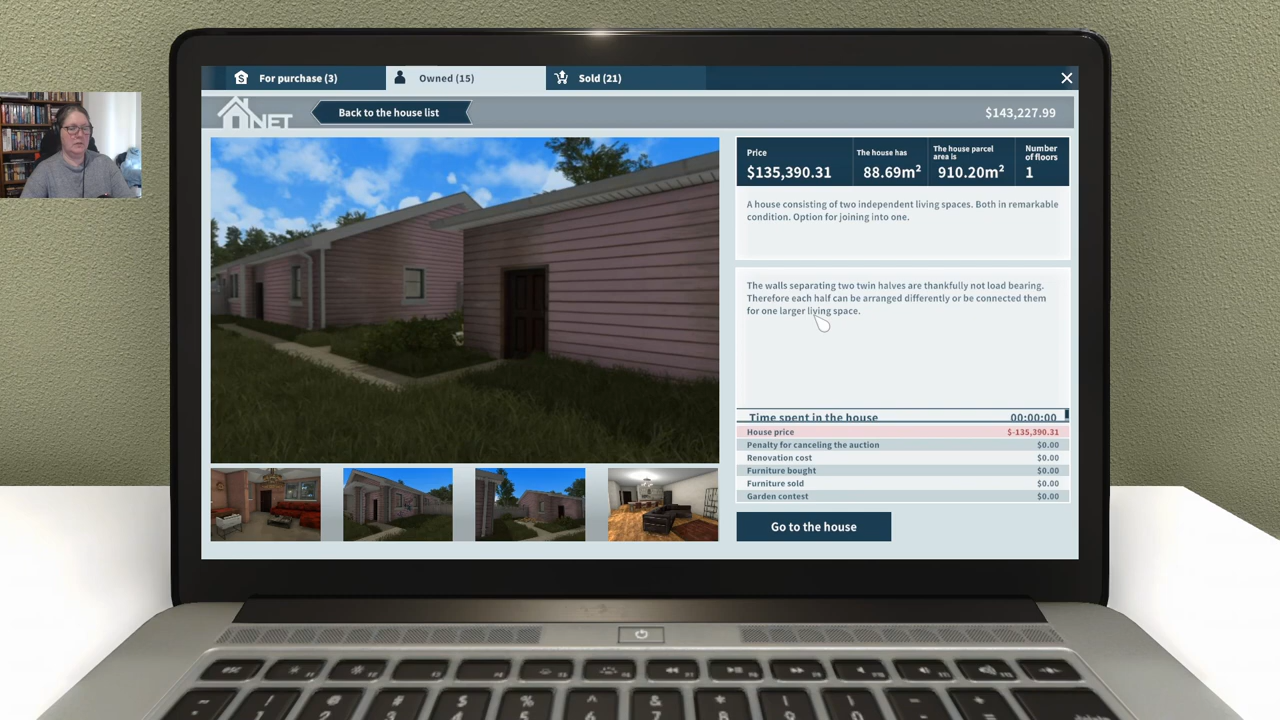 For purchase (3)
Owned (15)
Sold (21)
NET
Back to the house list
$143,227.99
Price
$135,390.31
The house has
88.69m²
The house parcel
area is
910.20m²
Number
of floors
1
A house consisting of two independent living spaces. Both in remarkable
condition. Option for joining into one.
The walls separating two twin halves are thankfully not load bearing.
Therefore each half can be arranged differently or be connected them
for one larger living space.
Time spent in the house 00:00:00
House price $-135,390.31
Penalty for canceling the auction $0.00
Renovation cost $0.00
Furniture bought $0.00
Furniture sold $0.00
Garden contest $0.00
Go to the house